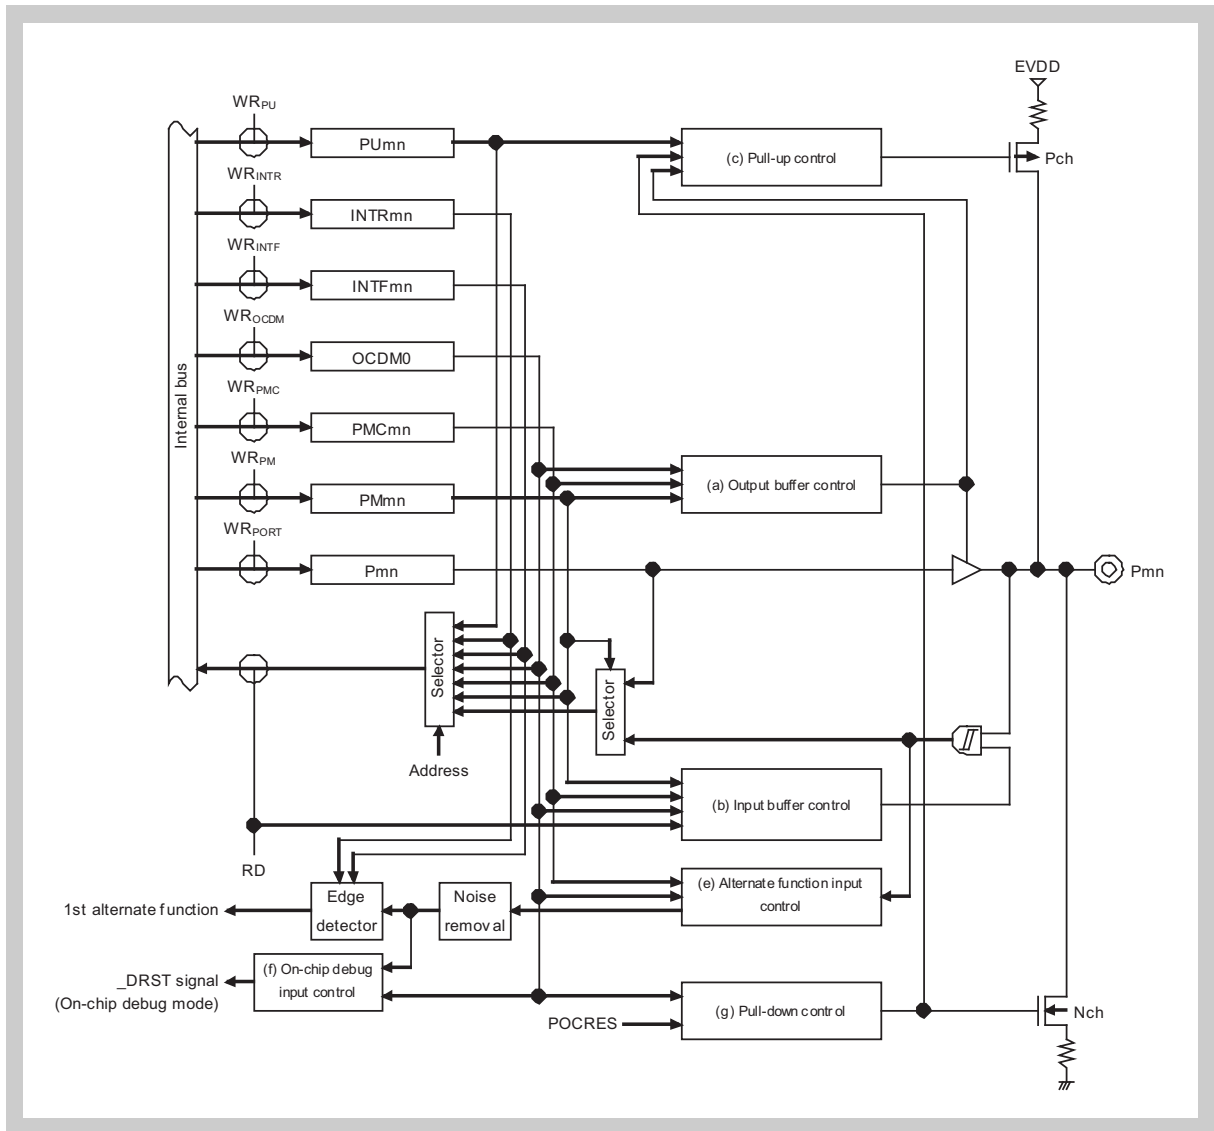 EVDD
WRPU
PUmn
(c) Pull-up control
Pch
WRINTR
INTRmn
WRINTF
INTFmn
WROCDM
OCDM0
Internal bus
WRPMC
PMCmn
WRPM
PMmn
(a) Output buffer control
WRPORT
Pmn
Pmn
Selector
Selector
Address
(b) Input buffer control
RD
Edge
detector
Noise
removal
(e) Alternate function input
control
1st alternate function
_DRST signal
(On-chip debug mode)
(f) On-chip debug
input control
POCRES
(g) Pull-down control
Nch